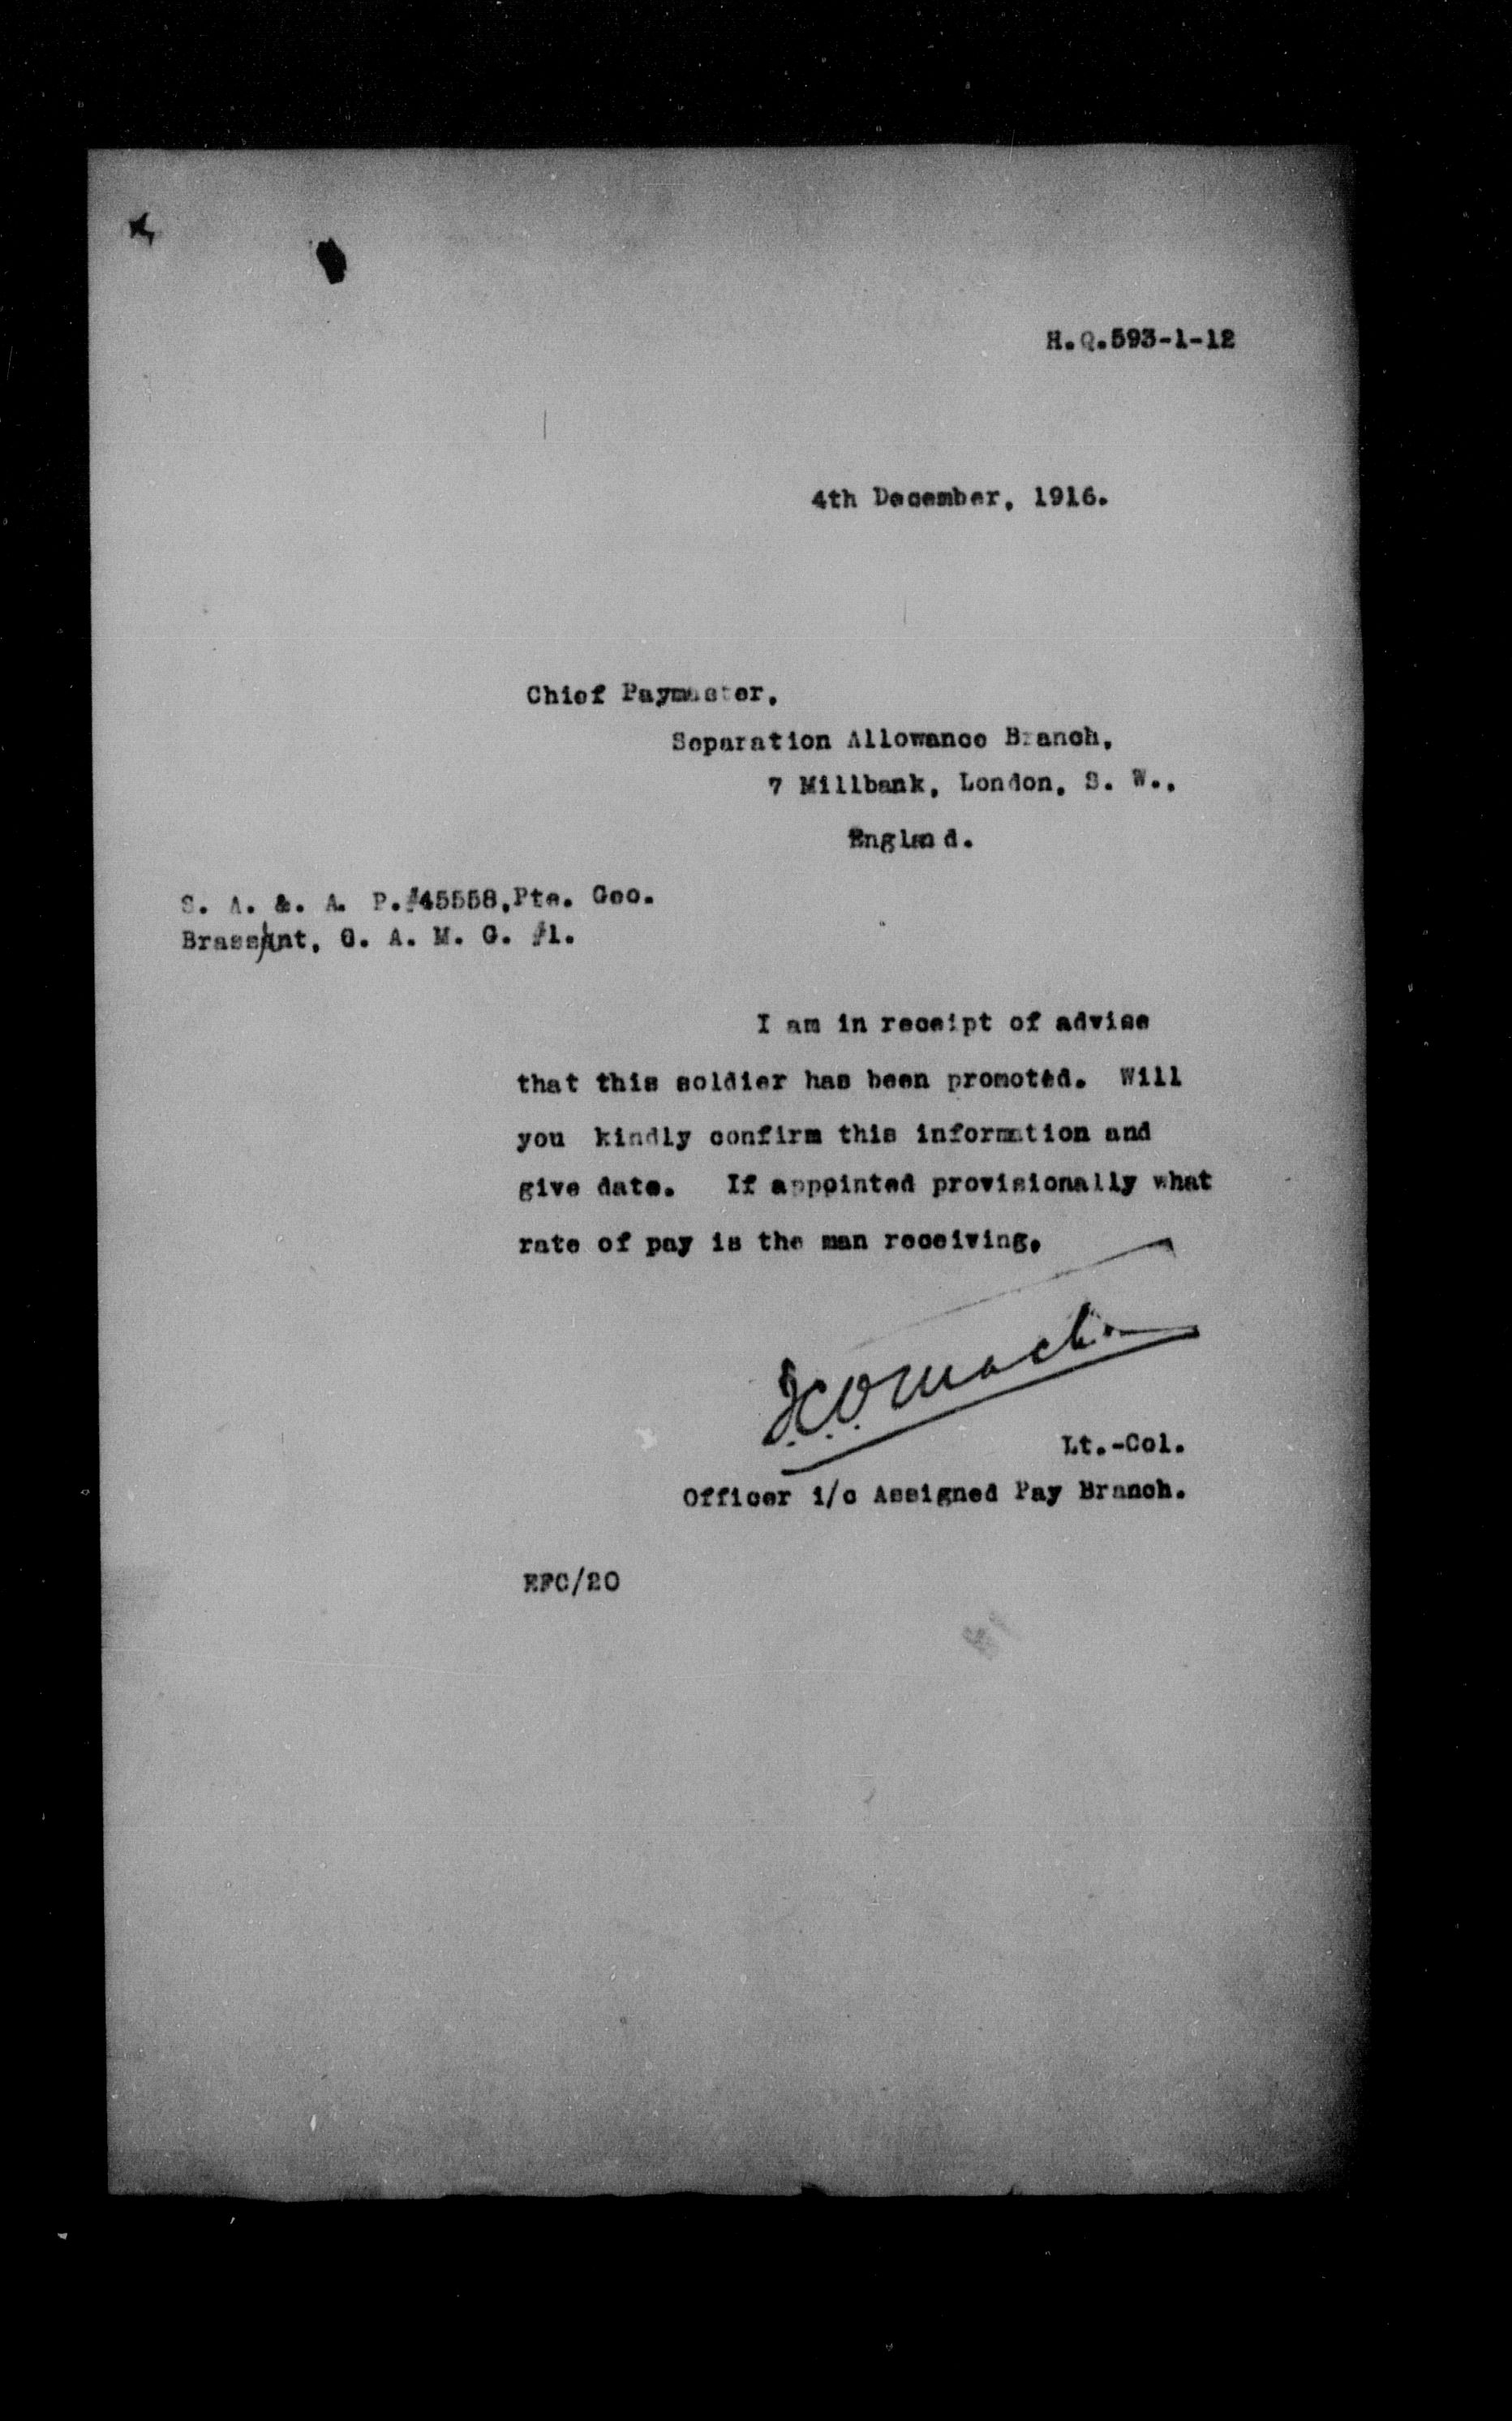 H.Q.593-1-12
4th December, 1916.
Chief Paymaster,
Separation Allowance Branch,
7 Millbank, London, S. W.,
England.
S. A. &. A. P.#45558,Pte. Geo.
C. A. M. C. #1.
I am in receipt of advise
that this soldier has been promoted. Will
you kindly confirm this information and
give date. If appointed provisionally what
rate of pay is the man receiving.
Lt.-Col.
Officer i/c Assigned Pay Branch.
EFC/20